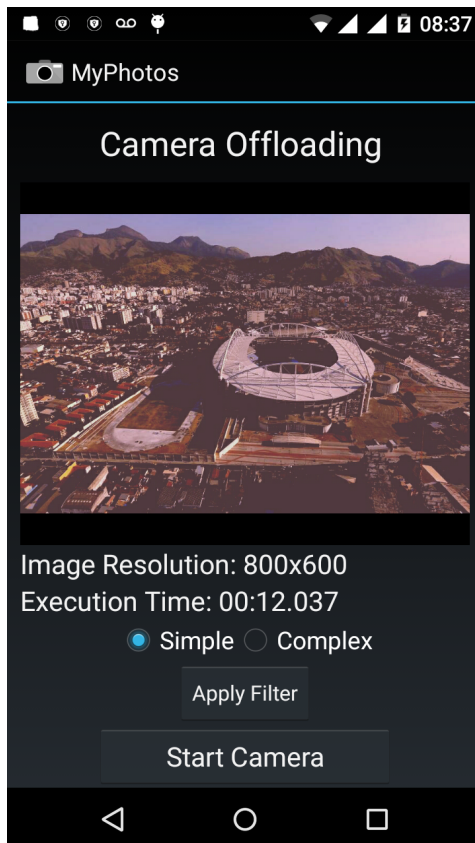 08:37
MyPhotos
Camera Offloading
Image Resolution: 800x600
Execution Time: 00:12.037
Simple Complex
Apply Filter
Start Camera